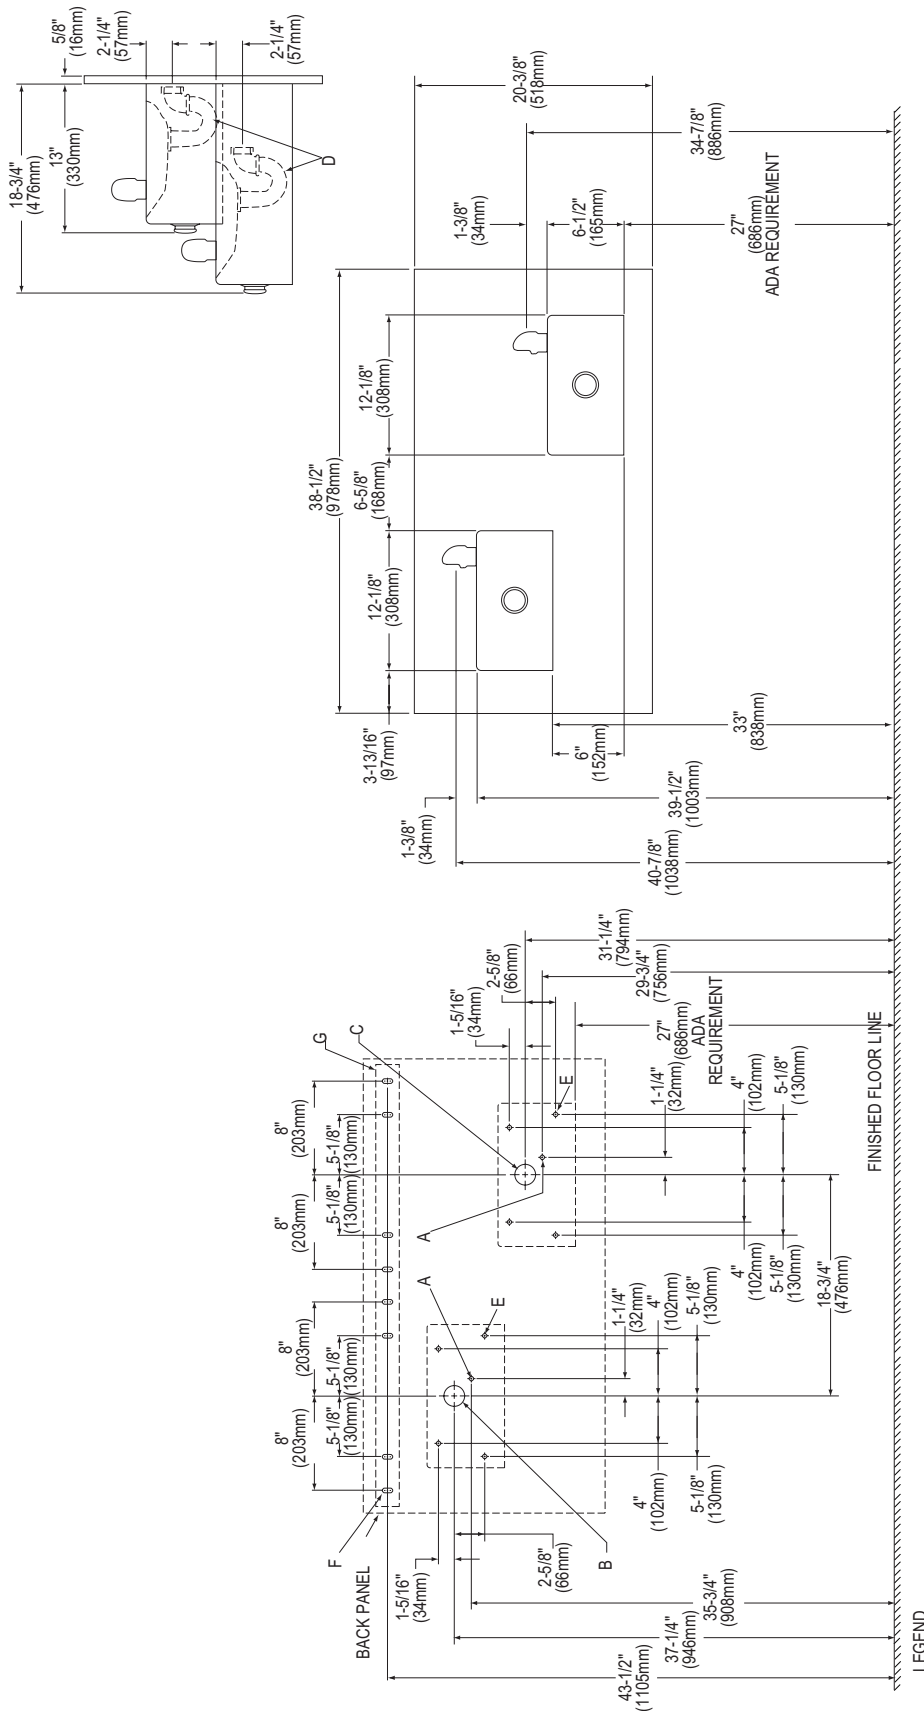 18-3/4"
(476mm)
13"
(330mm)
5/8"
(16mm)
2-1/4"
(57mm)
2-1/4"
(57mm)
D
38-1/2"
(978mm)
3-13/16"
(97mm)
12-1/8"
(308mm)
6-5/8"
(168mm)
12-1/8"
(308mm)
1-3/8"
(34mm)
1-3/8"
(34mm)
20-3/8"
(518mm)
6-1/2"
(165mm)
34-7/8"
(886mm)
27"
(686mm)
ADA REQUIREMENT
6"
(152mm)
33"
(838mm)
39-1/2"
(1003mm)
40-7/8"
(1038mm)
8"
(203mm)
8"
(203mm)
8"
(203mm)
8"
(203mm)
5-1/8"
(130mm)
5-1/8"
(130mm)
5-1/8"
(130mm)
5-1/8"
(130mm)
F
G
C
BACK PANEL
A
A
E
E
B
1-5/16"
(34mm)
2-5/8"
(66mm)
1-5/16"
(34mm)
2-5/8"
(66mm)
31-1/4"
(794mm)
29-3/4"
(756mm)
27"
(686mm)
ADA
REQUIREMENT
1-1/4"
(32mm)
4"
(102mm)
5-1/8"
(130mm)
4"
(102mm)
5-1/8"
(130mm)
1-1/4"
(32mm)
4"
(102mm)
5-1/8"
(130mm)
4"
(102mm)
5-1/8"
(130mm)
18-3/4"
(476mm)
35-3/4"
(908mm)
37-1/4"
(946mm)
43-1/2"
(1105mm)
FINISHED FLOOR LINE
LEGEND